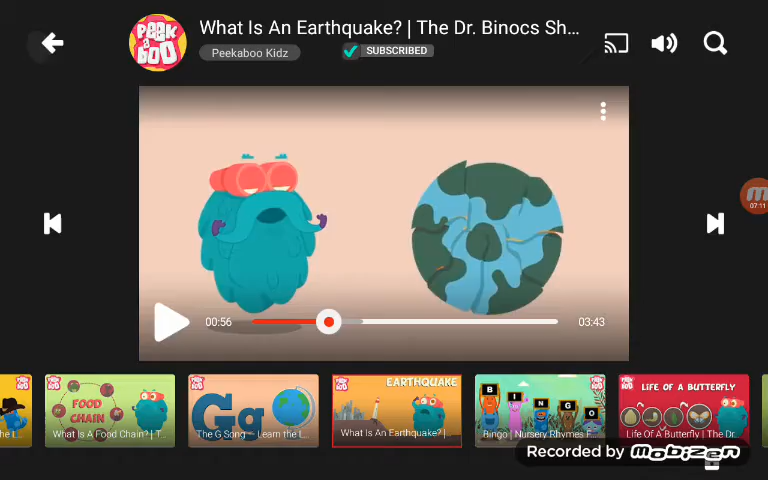 PEEK a BOO
What Is An Earthquake? | The Dr. Binocs Sh...
Peekaboo Kidz
SUBSCRIBED
07:11
00:56
03:43
he t...
FOOD CHAIN
What Is A Food Chain? | T...
Gg
The G Song – Learn the L...
EARTHQUAKE
What Is An Earthquake? |
BINGO
Bingo | Nursery Rhymes F...
LIFE OF A BUTTERFLY
Life Of A Butterfly | The Dr
Recorded by Mobizen